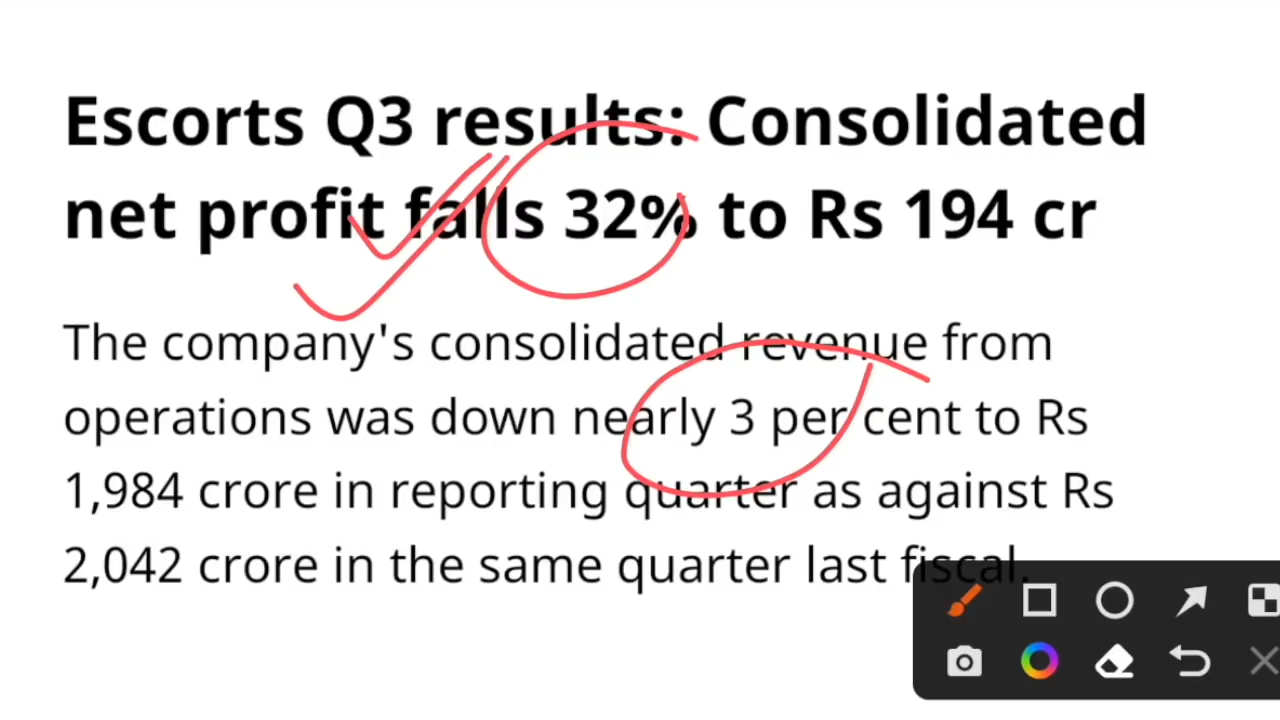 Escorts Q3 results: Consolidated
net profit falls 32% to Rs 194 cr
The company's consolidated revenue from
operations was down nearly 3 per cent to Rs
1,984 crore in reporting quarter as against Rs
2,042 crore in the same quarter last fiscal.